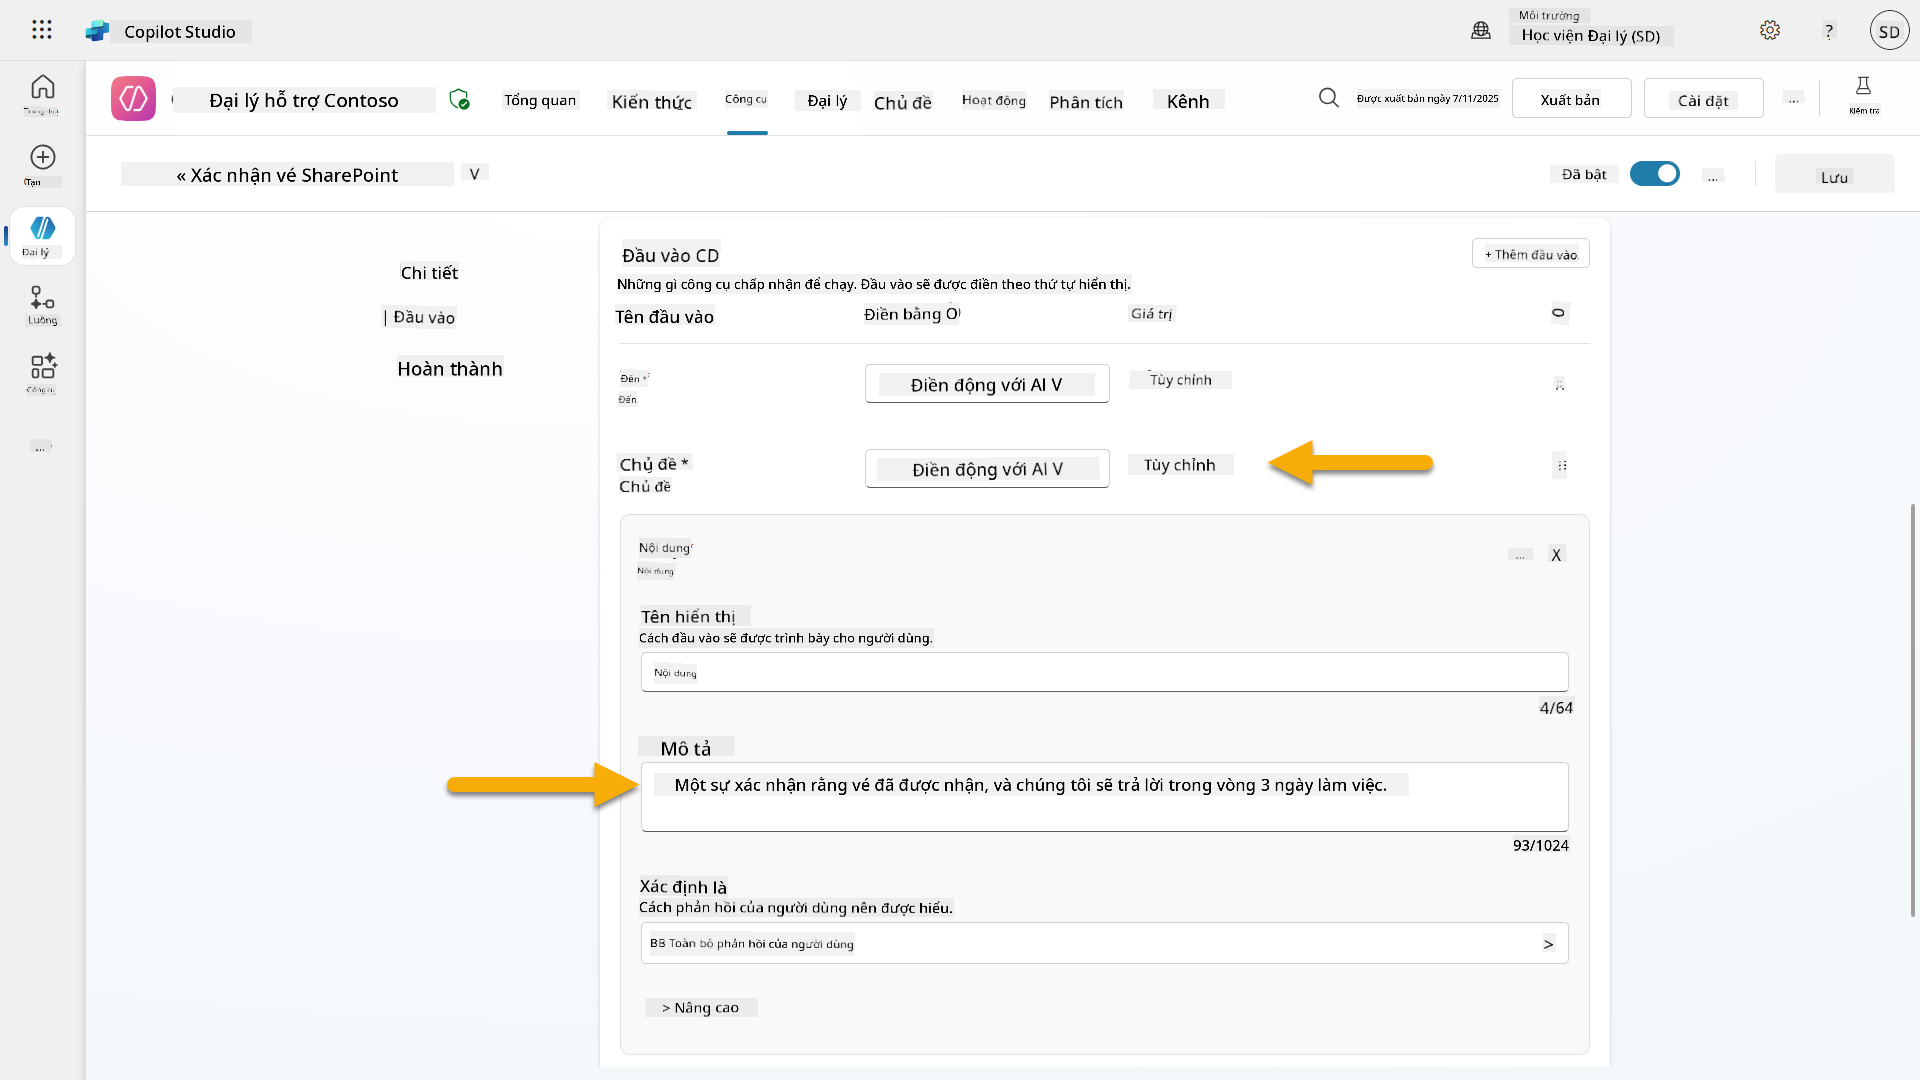 Copilot Studio
Môi trường
Học viện Đại lý (SD)
?
SD
Đại lý hỗ trợ Contoso
Tổng quan
Kiến thức
Công cụ
Đại lý
Chủ đề
Hoạt động
Phân tích
Kênh
Được xuất bản ngày 7/11/2025
Xuất bản
Cài đặt
...
Kiểm tra
« Xác nhận vé SharePoint
V
Đã bật
...
Lưu
(Tạo
Đại lý
Luồng
Công cụ
...
Chi tiết
| Đầu vào
Hoàn thành
Đầu vào CD
+ Thêm đầu vào
Những gì công cụ chấp nhận để chạy. Đầu vào sẽ được điền theo thứ tự hiển thị.
Tên đầu vào
Điền bằng O
Giá trị
Đến *
Đến
Điền động với AI V
Tùy chỉnh
Chủ đề *
Chủ đề
Điền động với AI V
Tùy chỉnh
Nội dung
Nội dung
...
X
Tên hiển thị
Cách đầu vào sẽ được trình bày cho người dùng.
Nội dung
4/64
Mô tả
Một sự xác nhận rằng vé đã được nhận, và chúng tôi sẽ trả lời trong vòng 3 ngày làm việc.
93/1024
Xác định là
Cách phản hồi của người dùng nên được hiểu.
BB Toàn bộ phản hồi của người dùng
>
> Nâng cao